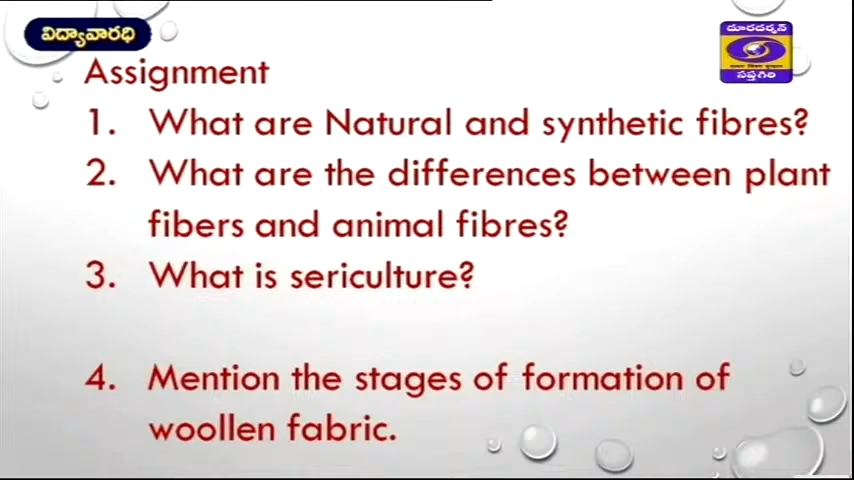 విద్యావారధి
దూరదర్శన్
సప్తగిరి
Assignment
1. What are Natural and synthetic fibres?
2. What are the differences between plant
fibers and animal fibres?
3. What is sericulture?
4. Mention the stages of formation of
woollen fabric.